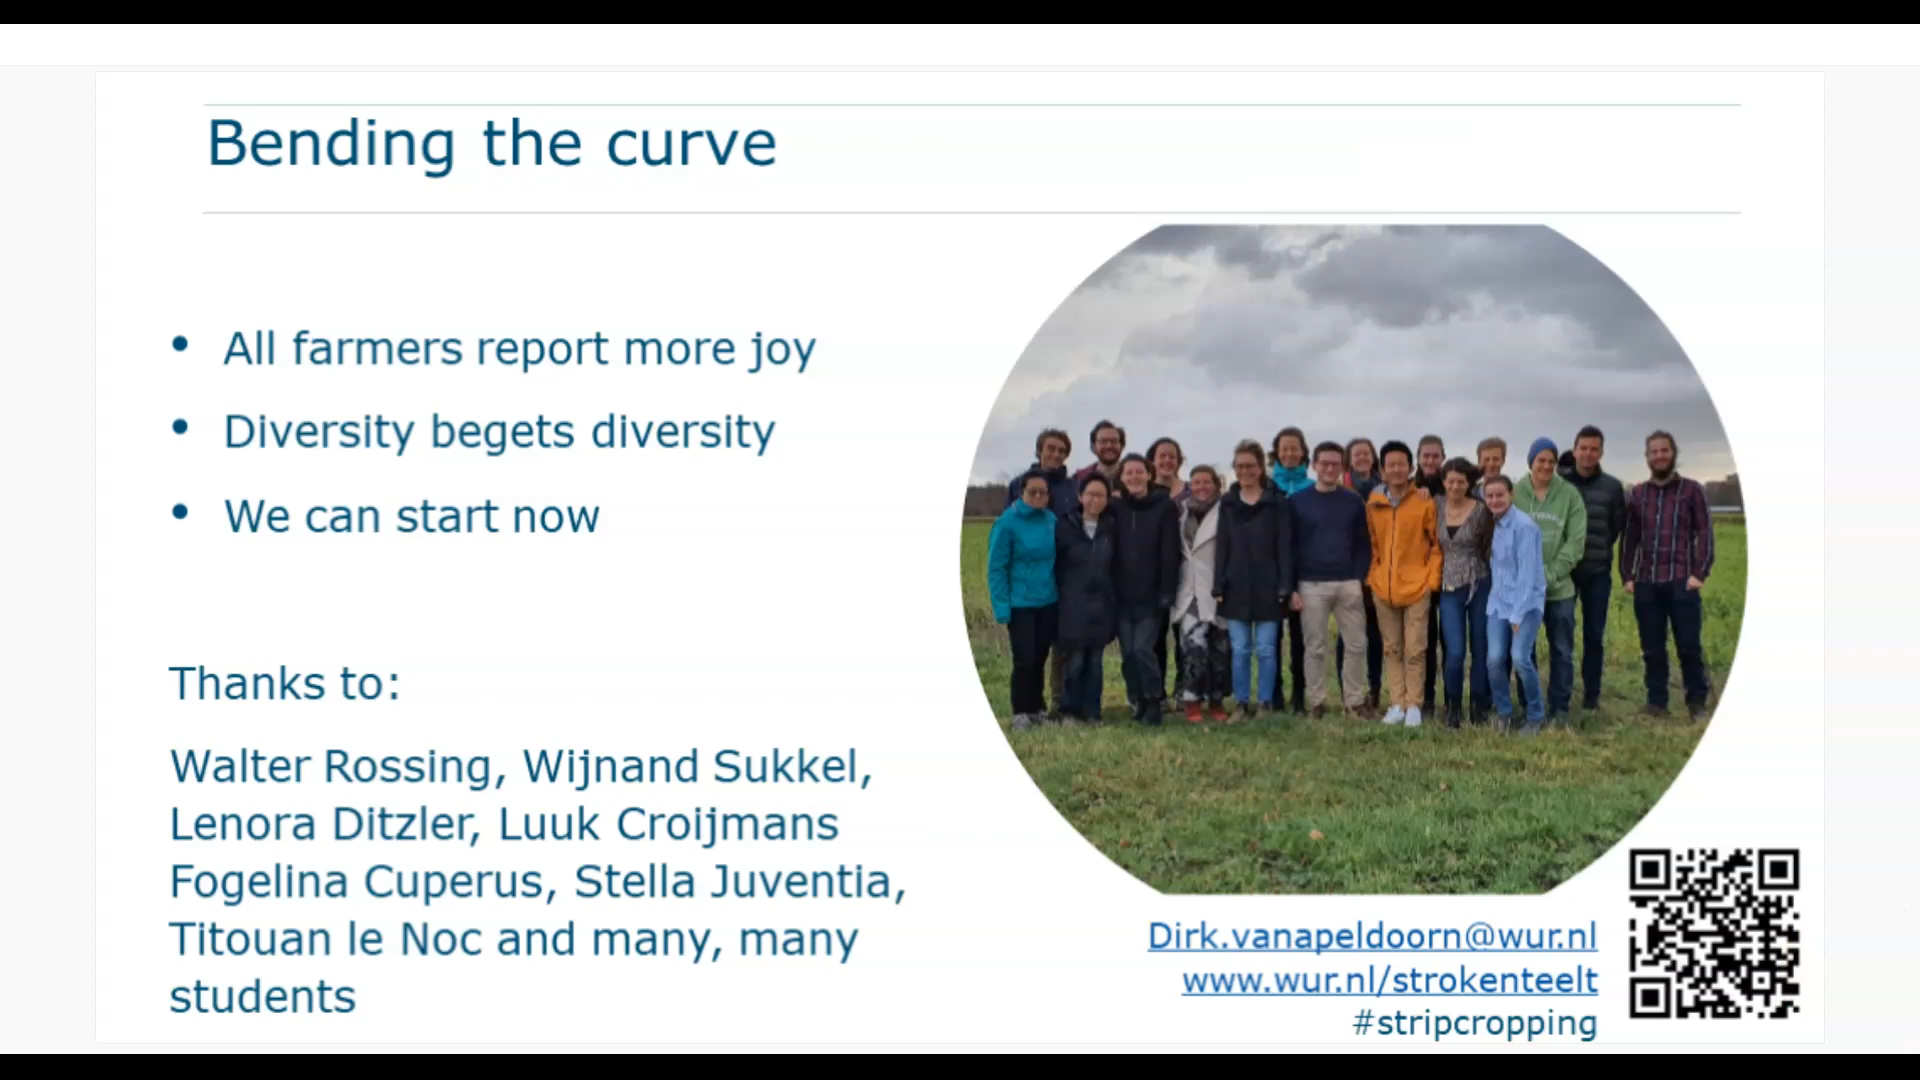 Bending the curve
• All farmers report more joy
• Diversity begets diversity
• We can start now
Thanks to:
Walter Rossing, Wijnand Sukkel,
Lenora Ditzler, Luuk Croijmans
Fogelina Cuperus, Stella Juventia,
Titouan le Noc and many, many
students
Dirk.vanapeldoorn@wur.nl
www.wur.nl/strokenteelt
#stripcropping